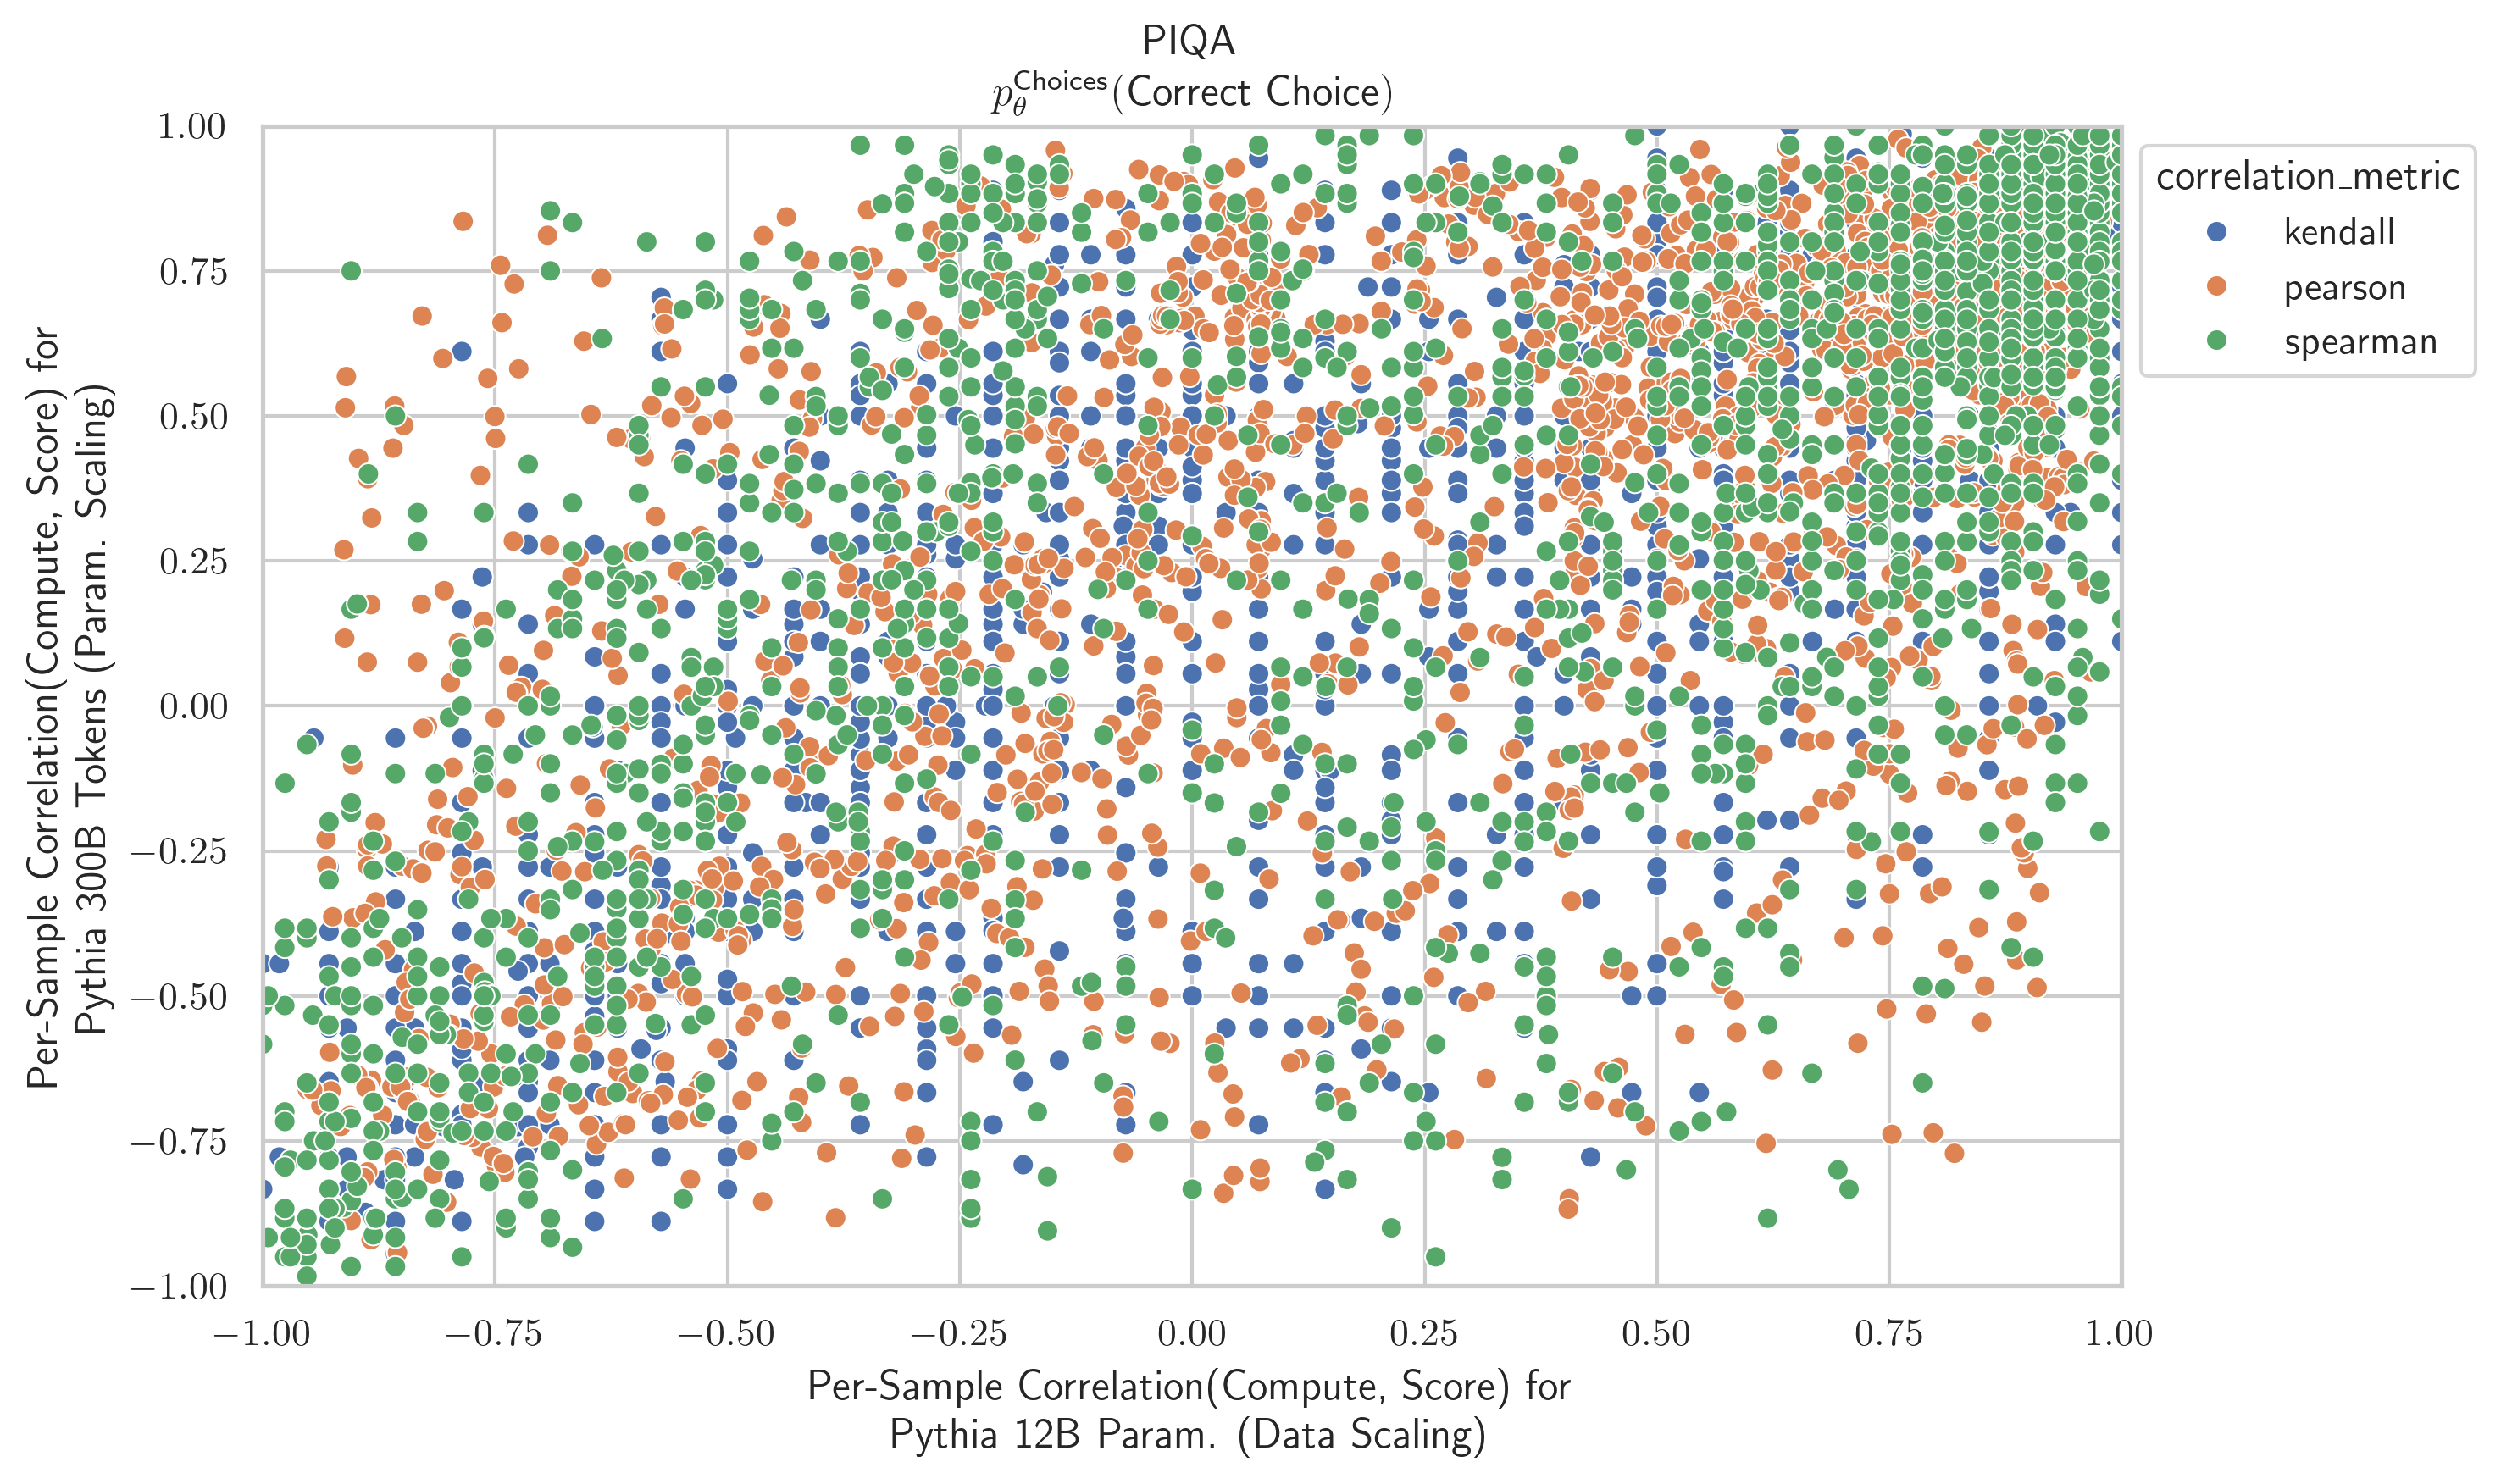 PIQA
p_θ^Choices(Correct Choice)
Per-Sample Correlation(Compute, Score) for
Pythia 300B Tokens (Param. Scaling)
1.00
0.75
0.50
0.25
0.00
−0.25
−0.50
−0.75
−1.00
−1.00 −0.75 −0.50 −0.25 0.00 0.25 0.50 0.75 1.00
Per-Sample Correlation(Compute, Score) for
Pythia 12B Param. (Data Scaling)
correlation_metric
kendall
pearson
spearman